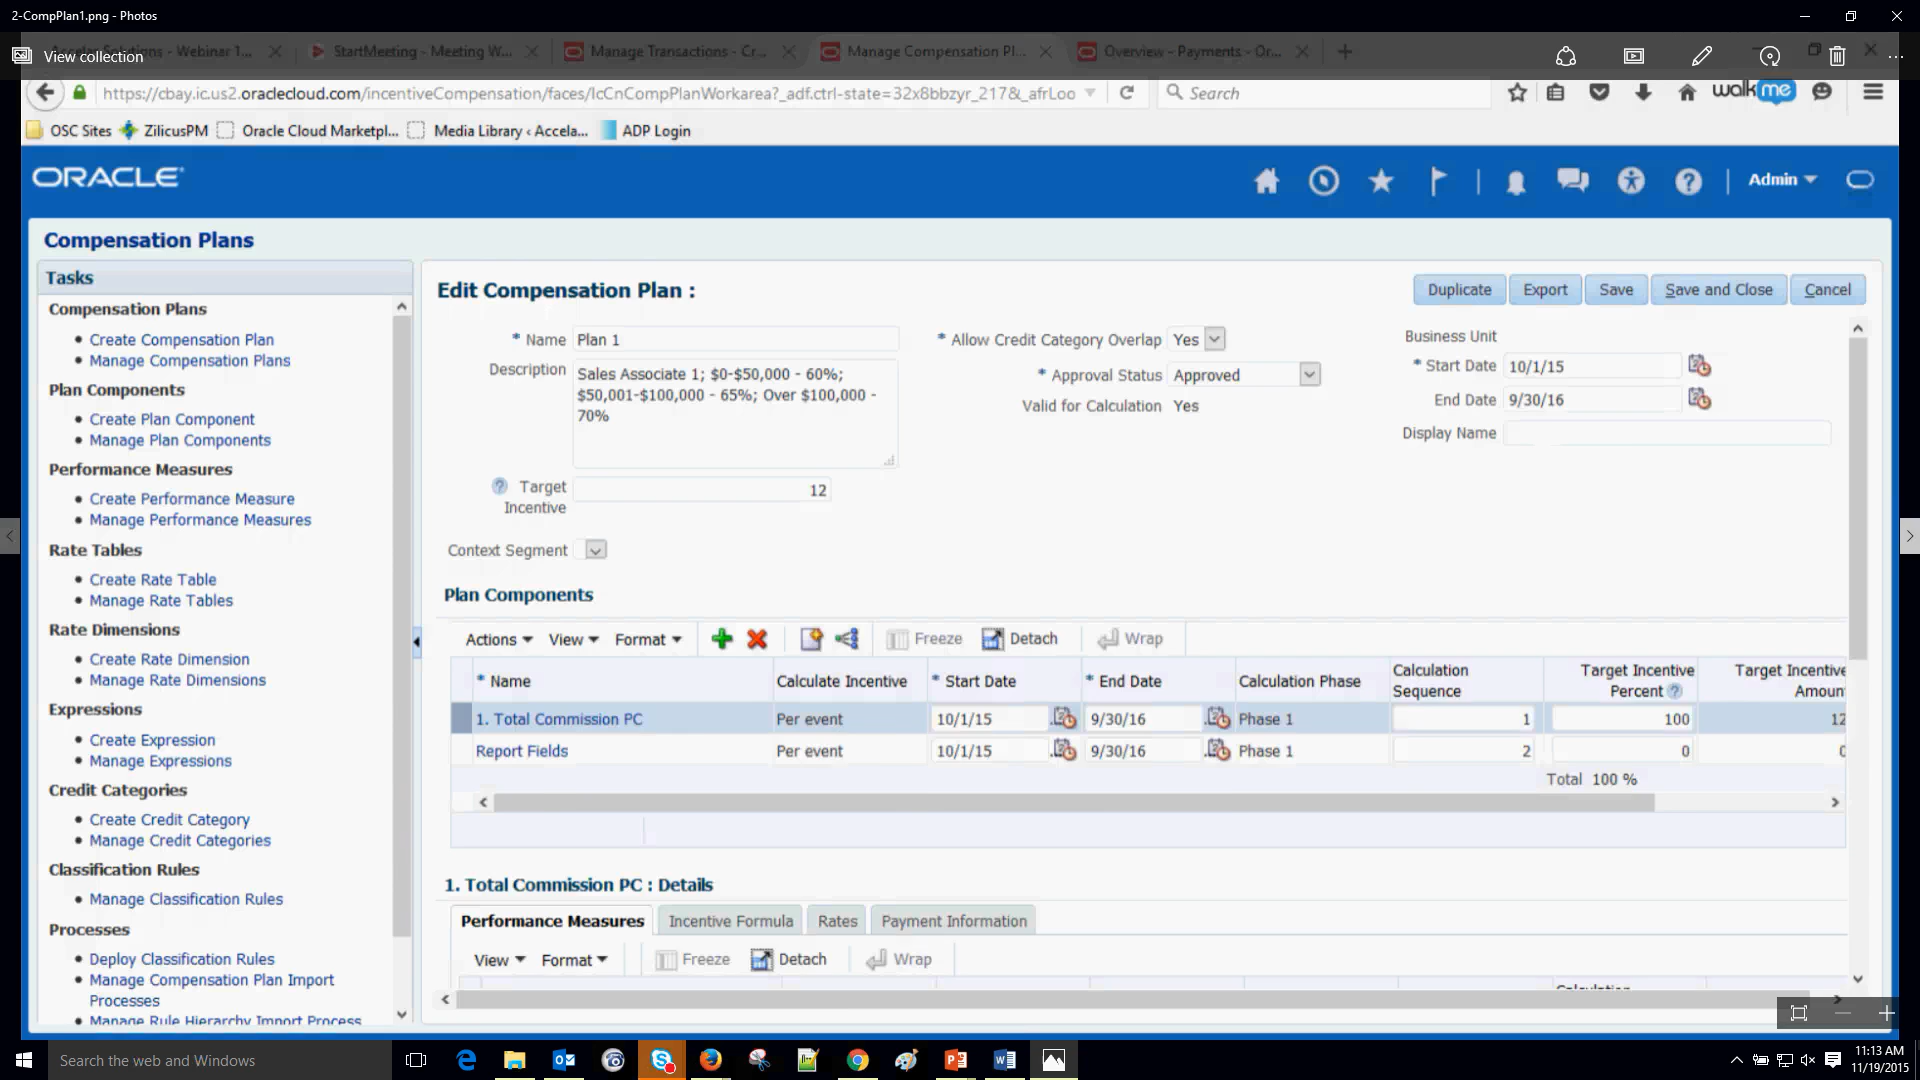 2-CompPlan1.png - Photos
View collection
Solutions - Webinar 1...
StartMeeting - Meeting W...
Manage Transactions - Cr...
Manage Compensation Pl...
Overview - Payments - Or...
https://cbay.ic.us2.oraclecloud.com/incentiveCompensation/faces/IcCnCompPlanWorkarea?_adf.ctrl-state=32x8bbzyr_217&_afrLoo
Search
walkme
OSC Sites
ZilicusPM
Oracle Cloud Marketpl...
Media Library ‹ Accela...
ADP Login
ORACLE
Admin
Compensation Plans
Tasks
Compensation Plans
Create Compensation Plan
Manage Compensation Plans
Plan Components
Create Plan Component
Manage Plan Components
Performance Measures
Create Performance Measure
Manage Performance Measures
Rate Tables
Create Rate Table
Manage Rate Tables
Rate Dimensions
Create Rate Dimension
Manage Rate Dimensions
Expressions
Create Expression
Manage Expressions
Credit Categories
Create Credit Category
Manage Credit Categories
Classification Rules
Manage Classification Rules
Processes
Deploy Classification Rules
Manage Compensation Plan Import
Processes
Manage Rule Hierarchy Import Process
Edit Compensation Plan :
Duplicate
Export
Save
Save and Close
Cancel
* Name Plan 1
Description Sales Associate 1; $0-$50,000 - 60%;
$50,001-$100,000 - 65%; Over $100,000 -
70%
Target
Incentive
12
Context Segment
* Allow Credit Category Overlap Yes
* Approval Status Approved
Valid for Calculation Yes
Business Unit
* Start Date 10/1/15
End Date 9/30/16
Display Name
Plan Components
Actions View Format Freeze Detach Wrap
* Name Calculate Incentive * Start Date * End Date Calculation Phase Calculation Sequence Target Incentive Percent Target Incentive Amoun
1. Total Commission PC Per event 10/1/15 9/30/16 Phase 1 1 100 12
Report Fields Per event 10/1/15 9/30/16 Phase 1 2 0 0
Total 100 %
1. Total Commission PC : Details
Performance Measures Incentive Formula Rates Payment Information
View Format Freeze Detach Wrap
Search the web and Windows
11:13 AM
11/19/2015